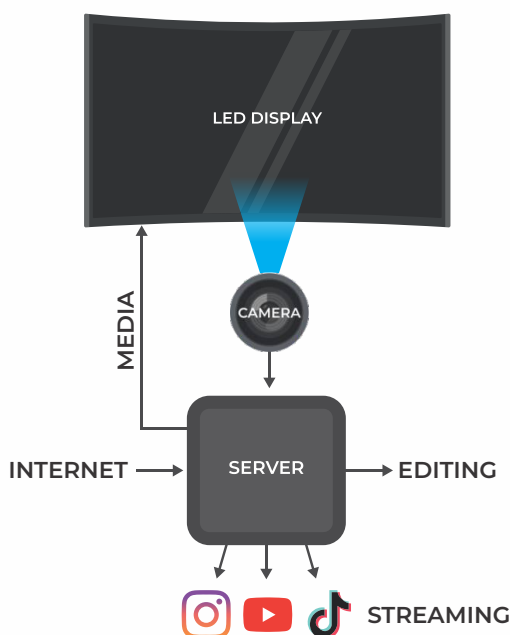 LED DISPLAY
CAMERA
MEDIA
INTERNET
SERVER
EDITING
STREAMING